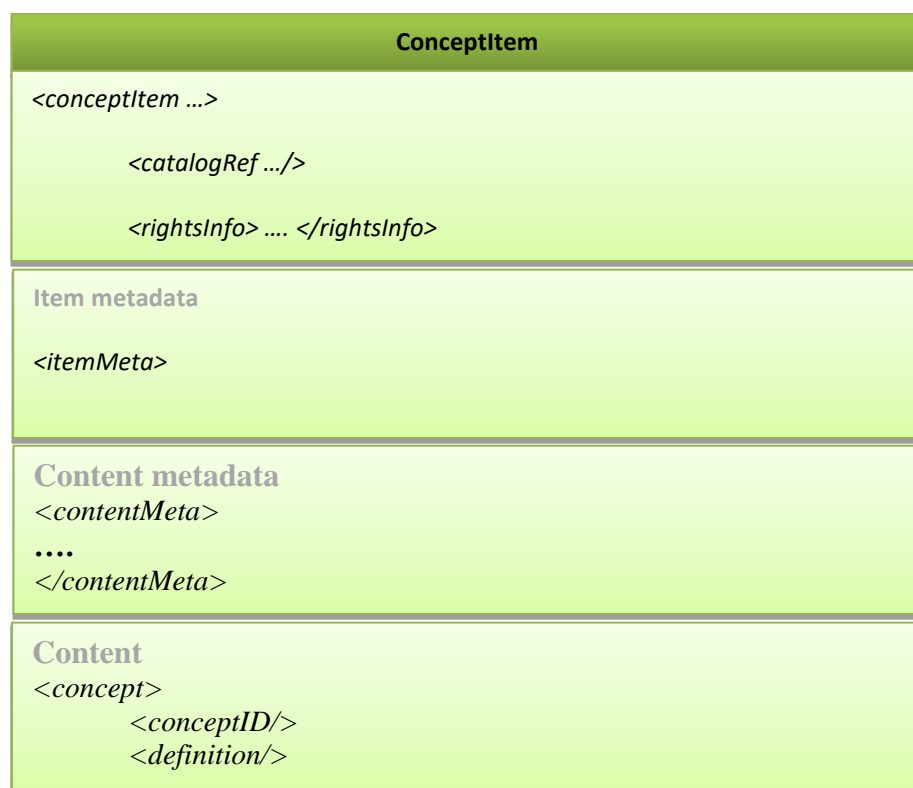 ConceptItem
<conceptItem …>
<catalogRef …/>
<rightsInfo> …. </rightsInfo>
Item metadata
<itemMeta>
Content metadata
<contentMeta>
….
</contentMeta>
Content
<concept>
<conceptID/>
<definition/>